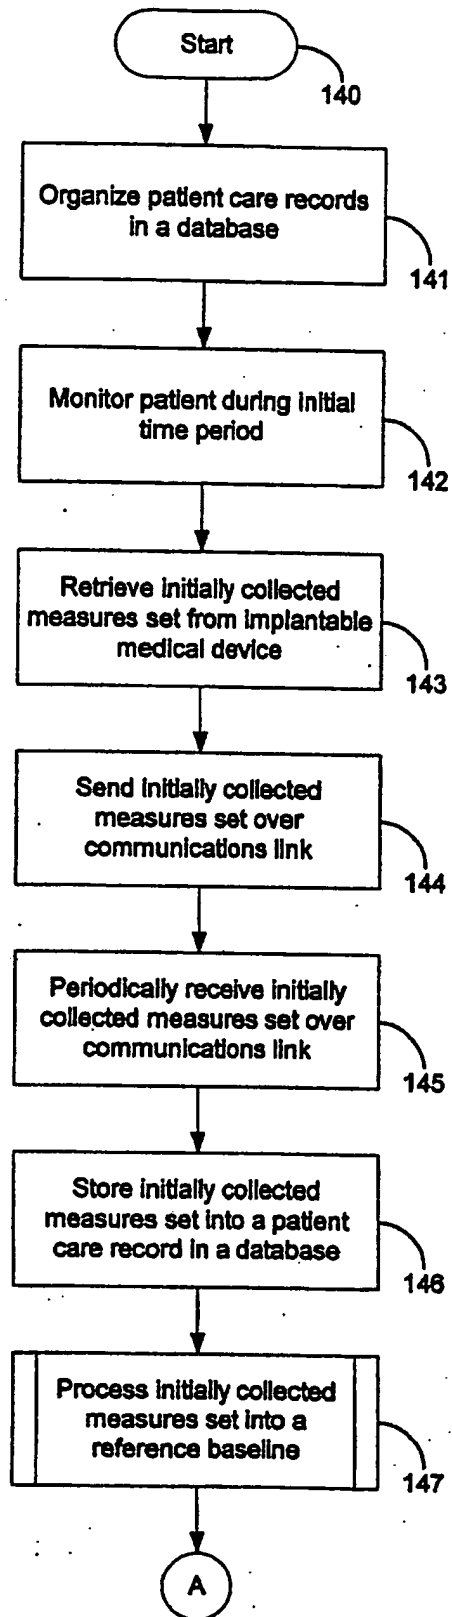 Start
140
Organize patient care records
in a database
141
Monitor patient during initial
time period
142
Retrieve initially collected
measures set from implantable
medical device
143
Send initially collected
measures set over
communications link
144
Periodically receive initially
collected measures set over
communications link
145
Store initially collected
measures set into a patient
care record in a database
146
Process initially collected
measures set into a
reference baseline
147
A